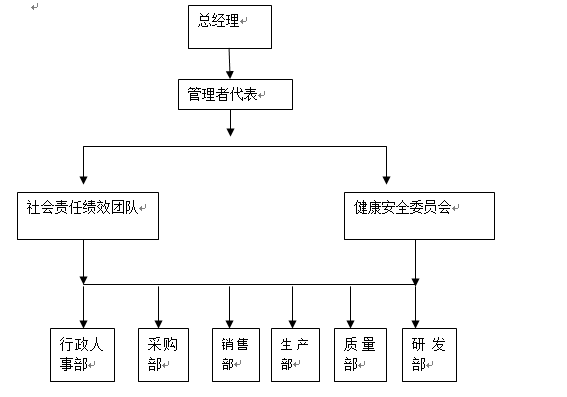 总经理
管理者代表
社会责任绩效团队
健康安全委员会
行政人
事部
采购
部
销售
部
生产
部
质量
部
研发
部